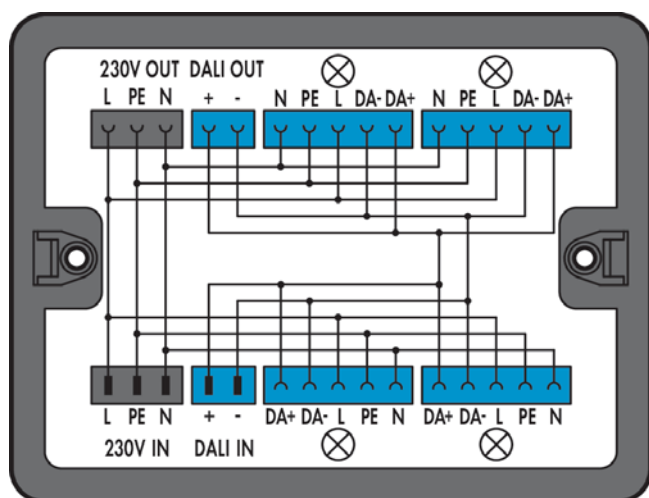 230V OUT DALI OUT
L PE N + - N PE L DA- DA+ N PE L DA- DA+
L PE N + - DA+ DA- L PE N DA+ DA- L PE N
230V IN DALI IN